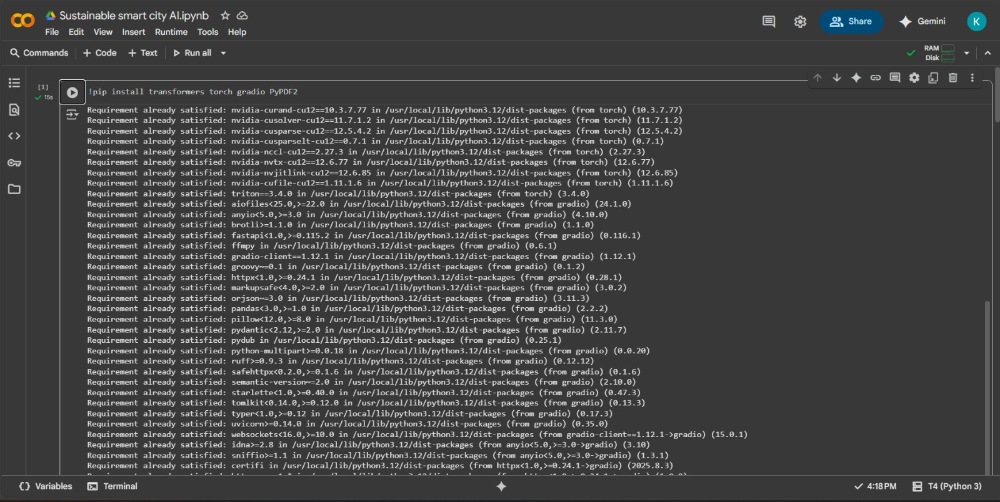 Sustainable smart city AI.ipynb
File Edit View Insert Runtime Tools Help
Share
Gemini
K
Commands + Code + Text Run all
RAM
Disk
[1]
15s
!pip install transformers torch gradio PyPDF2
Requirement already satisfied: nvidia-curand-cu12==10.3.7.77 in /usr/local/lib/python3.12/dist-packages (from torch) (10.3.7.77)
Requirement already satisfied: nvidia-cusolver-cu12==11.7.1.2 in /usr/local/lib/python3.12/dist-packages (from torch) (11.7.1.2)
Requirement already satisfied: nvidia-cusparse-cu12==12.5.4.2 in /usr/local/lib/python3.12/dist-packages (from torch) (12.5.4.2)
Requirement already satisfied: nvidia-cusparselt-cu12==0.7.1 in /usr/local/lib/python3.12/dist-packages (from torch) (0.7.1)
Requirement already satisfied: nvidia-nccl-cu12==2.27.3 in /usr/local/lib/python3.12/dist-packages (from torch) (2.27.3)
Requirement already satisfied: nvidia-nvtx-cu12==12.6.77 in /usr/local/lib/python3.12/dist-packages (from torch) (12.6.77)
Requirement already satisfied: nvidia-nvjitlink-cu12==12.6.85 in /usr/local/lib/python3.12/dist-packages (from torch) (12.6.85)
Requirement already satisfied: nvidia-cufile-cu12==1.11.1.6 in /usr/local/lib/python3.12/dist-packages (from torch) (1.11.1.6)
Requirement already satisfied: triton==3.4.0 in /usr/local/lib/python3.12/dist-packages (from torch) (3.4.0)
Requirement already satisfied: aiofiles<25.0,>=22.0 in /usr/local/lib/python3.12/dist-packages (from gradio) (24.1.0)
Requirement already satisfied: anyio<5.0,>=3.0 in /usr/local/lib/python3.12/dist-packages (from gradio) (4.10.0)
Requirement already satisfied: brotli>=1.1.0 in /usr/local/lib/python3.12/dist-packages (from gradio) (1.1.0)
Requirement already satisfied: fastapi<1.0,>=0.115.2 in /usr/local/lib/python3.12/dist-packages (from gradio) (0.116.1)
Requirement already satisfied: ffmpy in /usr/local/lib/python3.12/dist-packages (from gradio) (0.6.1)
Requirement already satisfied: gradio-client==1.12.1 in /usr/local/lib/python3.12/dist-packages (from gradio) (1.12.1)
Requirement already satisfied: groovy~=0.1 in /usr/local/lib/python3.12/dist-packages (from gradio) (0.1.2)
Requirement already satisfied: httpx<1.0,>=0.24.1 in /usr/local/lib/python3.12/dist-packages (from gradio) (0.28.1)
Requirement already satisfied: markupsafe<4.0,>=2.0 in /usr/local/lib/python3.12/dist-packages (from gradio) (3.0.2)
Requirement already satisfied: orjson~=3.0 in /usr/local/lib/python3.12/dist-packages (from gradio) (3.11.3)
Requirement already satisfied: pandas<3.0,>=1.0 in /usr/local/lib/python3.12/dist-packages (from gradio) (2.2.2)
Requirement already satisfied: pillow<12.0,>=8.0 in /usr/local/lib/python3.12/dist-packages (from gradio) (11.3.0)
Requirement already satisfied: pydantic<2.12,>=2.0 in /usr/local/lib/python3.12/dist-packages (from gradio) (2.11.7)
Requirement already satisfied: pydub in /usr/local/lib/python3.12/dist-packages (from gradio) (0.25.1)
Requirement already satisfied: python-multipart>=0.0.18 in /usr/local/lib/python3.12/dist-packages (from gradio) (0.0.20)
Requirement already satisfied: ruff>=0.9.3 in /usr/local/lib/python3.12/dist-packages (from gradio) (0.12.12)
Requirement already satisfied: safehttpx<0.2.0,>=0.1.6 in /usr/local/lib/python3.12/dist-packages (from gradio) (0.1.6)
Requirement already satisfied: semantic-version~=2.0 in /usr/local/lib/python3.12/dist-packages (from gradio) (2.10.0)
Requirement already satisfied: starlette<1.0,>=0.40.0 in /usr/local/lib/python3.12/dist-packages (from gradio) (0.47.3)
Requirement already satisfied: tomlkit<0.14.0,>=0.12.0 in /usr/local/lib/python3.12/dist-packages (from gradio) (0.13.3)
Requirement already satisfied: typer<1.0,>=0.12 in /usr/local/lib/python3.12/dist-packages (from gradio) (0.17.3)
Requirement already satisfied: uvicorn>=0.14.0 in /usr/local/lib/python3.12/dist-packages (from gradio) (0.35.0)
Requirement already satisfied: websockets<16.0,>=10.0 in /usr/local/lib/python3.12/dist-packages (from gradio-client==1.12.1->gradio) (15.0.1)
Requirement already satisfied: idna>=2.8 in /usr/local/lib/python3.12/dist-packages (from anyio<5.0,>=3.0->gradio) (3.10)
Requirement already satisfied: sniffio>=1.1 in /usr/local/lib/python3.12/dist-packages (from anyio<5.0,>=3.0->gradio) (1.3.1)
Requirement already satisfied: certifi in /usr/local/lib/python3.12/dist-packages (from httpx<1.0,>=0.24.1->gradio) (2025.8.3)
Variables Terminal
4:18 PM T4 (Python 3)